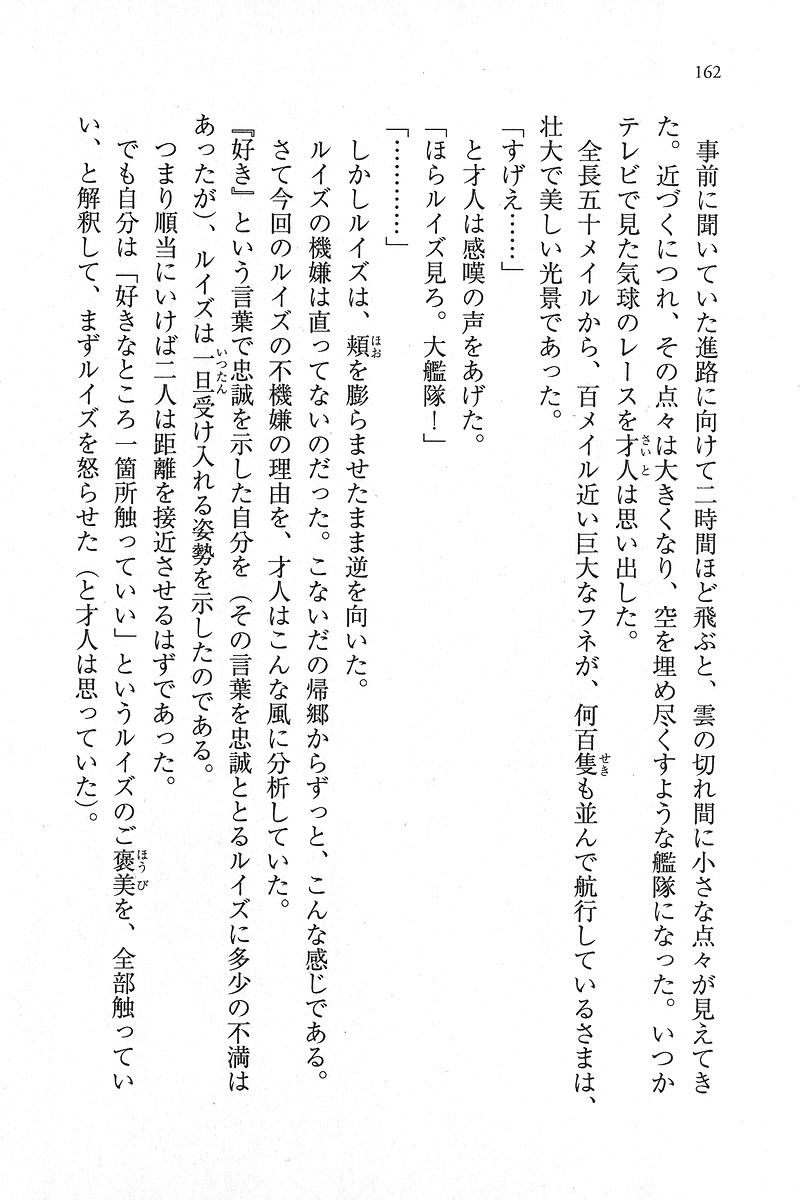 162
　事前に聞いていた進路に向けて二時間ほど飛ぶと、雲の切れ間に小さな点々が見えてき
た。近づくにつれ、その点々は大きくなり、空を埋め尽くすような艦隊になった。いつか
テレビで見た気球のレースを才人は思い出した。
　全長五十メイルから、百メイル近い巨大なフネが、何百隻も並んで航行しているさまは、
壮大で美しい光景であった。
「すげえ……」
　と才人は感嘆の声をあげた。
「ほらルイズ見ろ。大艦隊！」
「…………」
　しかしルイズは、頬を膨らませたまま逆を向いた。
　ルイズの機嫌は直ってないのだった。こないだの帰郷からずっと、こんな感じである。
　さて今回のルイズの不機嫌の理由を、才人はこんな風に分析していた。
『好き』という言葉で忠誠を示した自分を（その言葉を忠誠ととるルイズに多少の不満は
あったが）、ルイズは一旦受け入れる姿勢を示したのである。
　つまり順当にいけば二人は距離を接近させるはずであった。
　でも自分は「好きなところ一箇所触っていい」というルイズのご褒美を、全部触ってい
い、と解釈して、まずルイズを怒らせた（と才人は思っていた）。